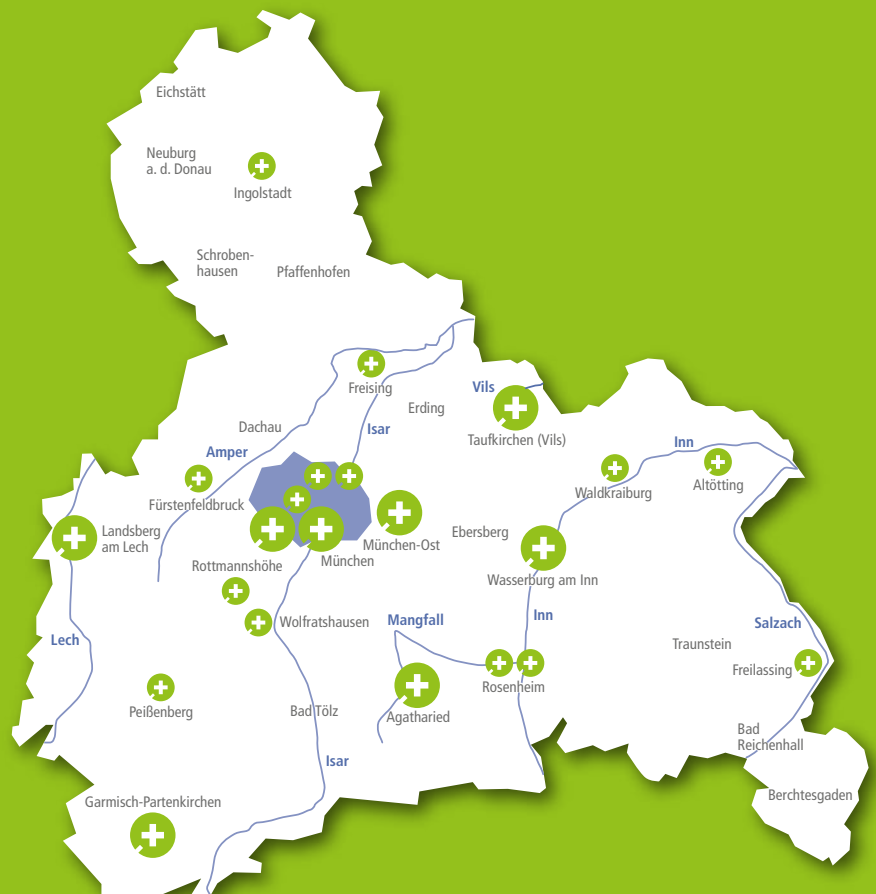 Eichstätt
Neuburg
a. d. Donau
Ingolstadt
Schroben-
hausen
Pfaffenhofen
Freising
Vils
Erding
Taufkirchen (Vils)
Dachau
Isar
Amper
Inn
Fürstenfeldbruck
Waldkraiburg
Altötting
Landsberg
am Lech
München-Ost
Ebersberg
München
Rottmannshöhe
Wasserburg am Inn
Wolfratshausen
Mangfall
Inn
Salzach
Lech
Traunstein
Freilassing
Rosenheim
Peißenberg
Bad Tölz
Agatharied
Bad
Reichenhall
Isar
Berchtesgaden
Garmisch-Partenkirchen